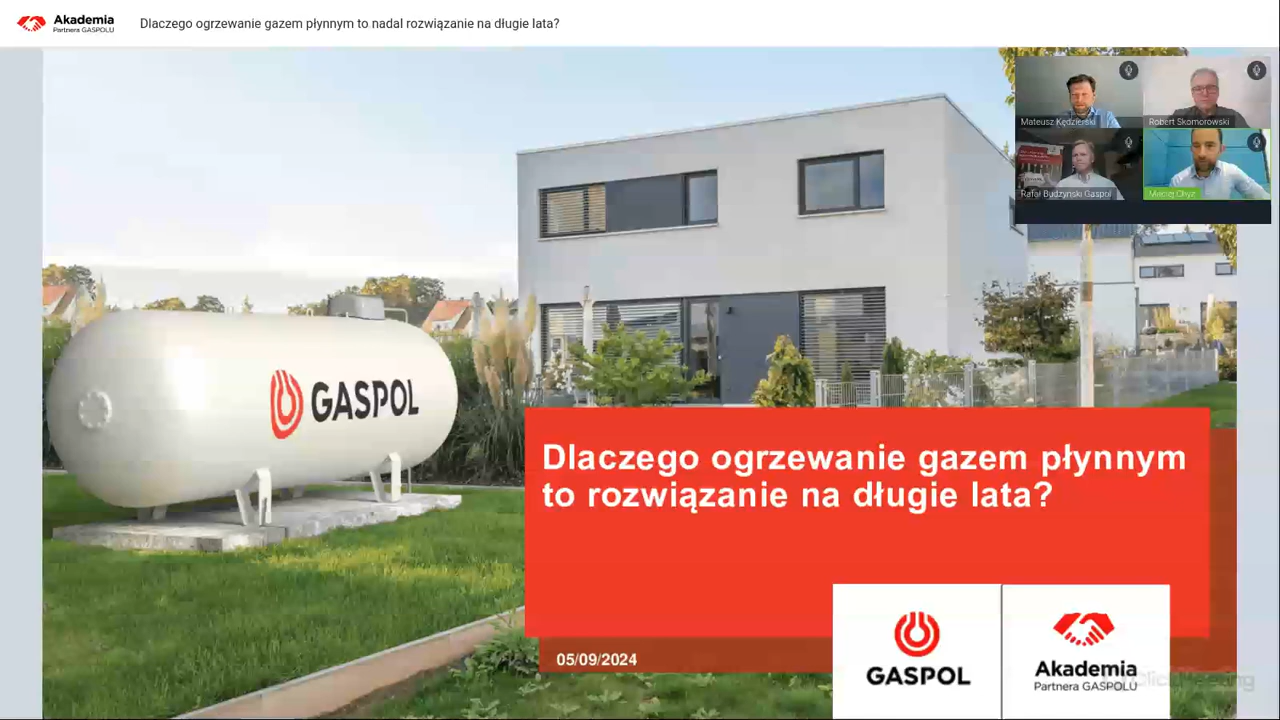 Akademia
Partnera GASPOLU
Dlaczego ogrzewanie gazem płynnym to nadal rozwiązanie na długie lata?
Mateusz Kędzierski
Robert Skomorowski
Rafał Budzyński Gaspol
Maciej Chyz
GASPOL
Dlaczego ogrzewanie gazem płynnym
to rozwiązanie na długie lata?
05/09/2024
GASPOL
Akademia
Partnera GASPOLU
ClickMeeting